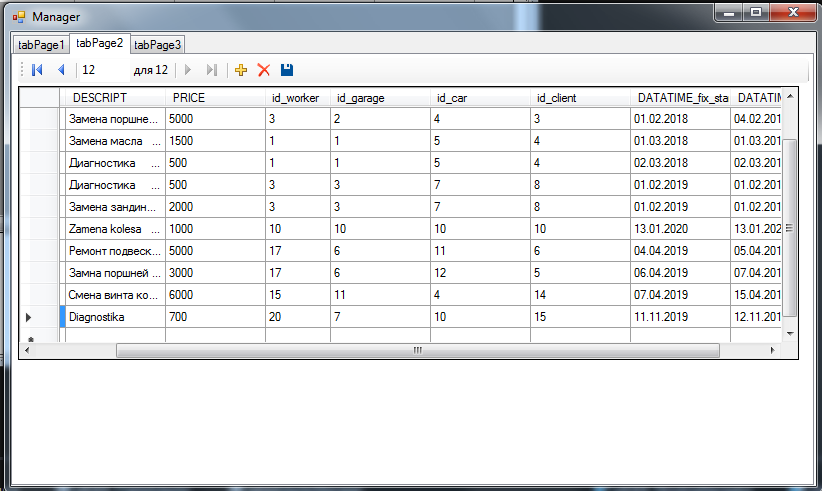 Manager
tabPage1 tabPage2 tabPage3
12 для 12
DESCRIPT PRICE id_worker id_garage id_car id_client DATATIME_fix_sta DATATIM
Замена поршне... 5000 3 2 4 3 01.02.2018 04.02.201
Замена масла ... 1500 1 1 5 4 01.03.2018 01.03.201
Диагностика ... 500 1 1 5 4 02.03.2018 02.03.201
Диагностика ... 500 3 3 7 8 01.02.2019 01.02.201
Замена зандин... 2000 3 3 7 8 01.02.2019 01.02.201
Zamena kolesa ... 1000 10 10 10 10 13.01.2020 13.01.202
Ремонт подвеск... 5000 17 6 11 6 04.04.2019 05.04.201
Замна поршней ... 3000 17 6 12 5 06.04.2019 07.04.201
Смена винта ко... 6000 15 11 4 14 07.04.2019 15.04.201
Diagnostika 700 20 7 10 15 11.11.2019 12.11.201